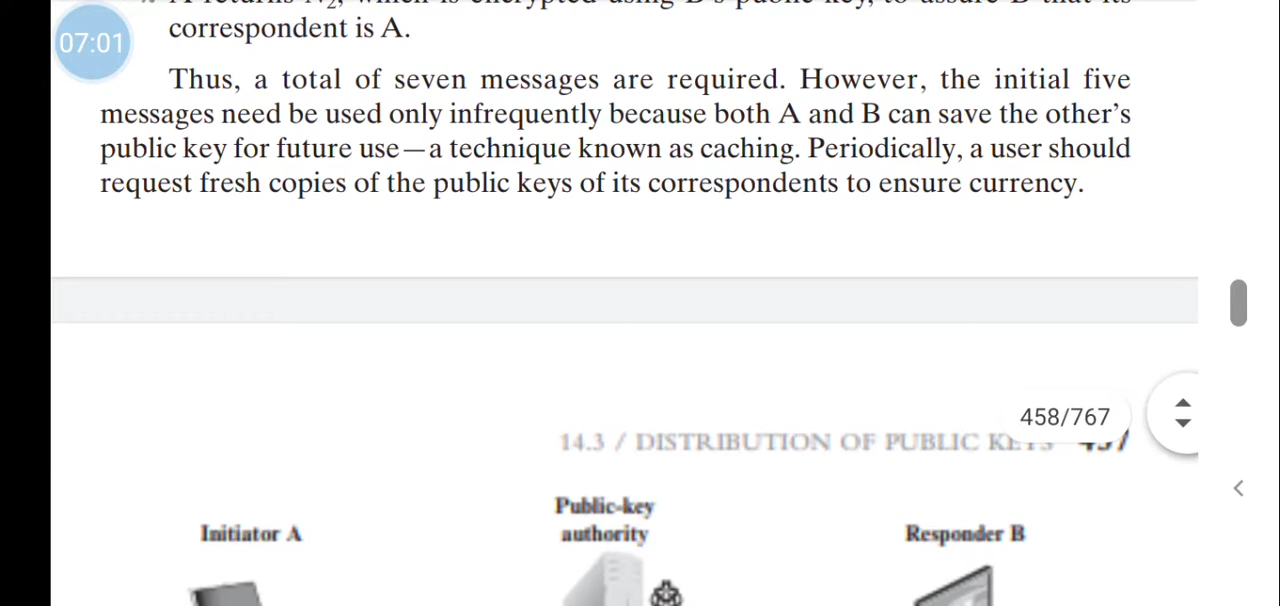 07:01
correspondent is A.
Thus, a total of seven messages are required. However, the initial five
messages need be used only infrequently because both A and B can save the other's
public key for future use—a technique known as caching. Periodically, a user should
request fresh copies of the public keys of its correspondents to ensure currency.
458/767
14.3 / DISTRIBUTION OF PUBLIC KEYS
Public-key
authority
Initiator A
Responder B